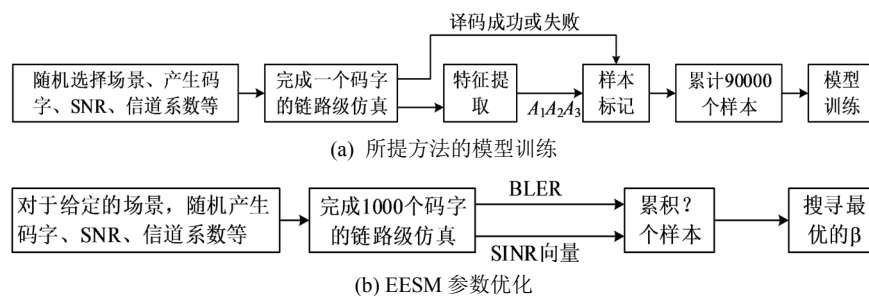 译码成功或失败
随机选择场景、产生码
字、SNR、信道系数等
完成一个码字
的链路级仿真
特征提
取
A₁A₂A₃
样本
标记
累计90000
个样本
模型
训练
(a) 所提方法的模型训练
对于给定的场景，随机产生
码字、SNR、信道系数等
完成1000个码字
的链路级仿真
BLER
SINR向量
累积？
个样本
搜寻最
优的β
(b) EESM 参数优化